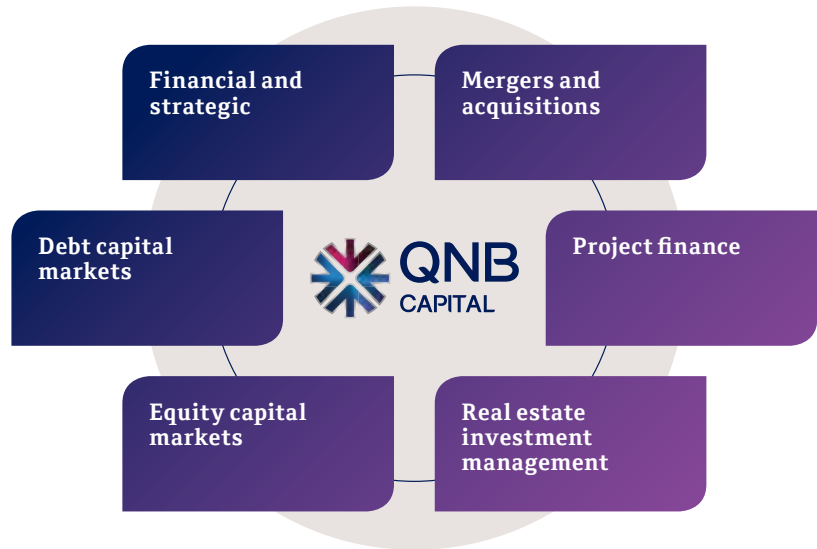 Financial and
strategic
Mergers and
acquisitions
Debt capital
markets
QNB
CAPITAL
Project finance
Equity capital
markets
Real estate
investment
management